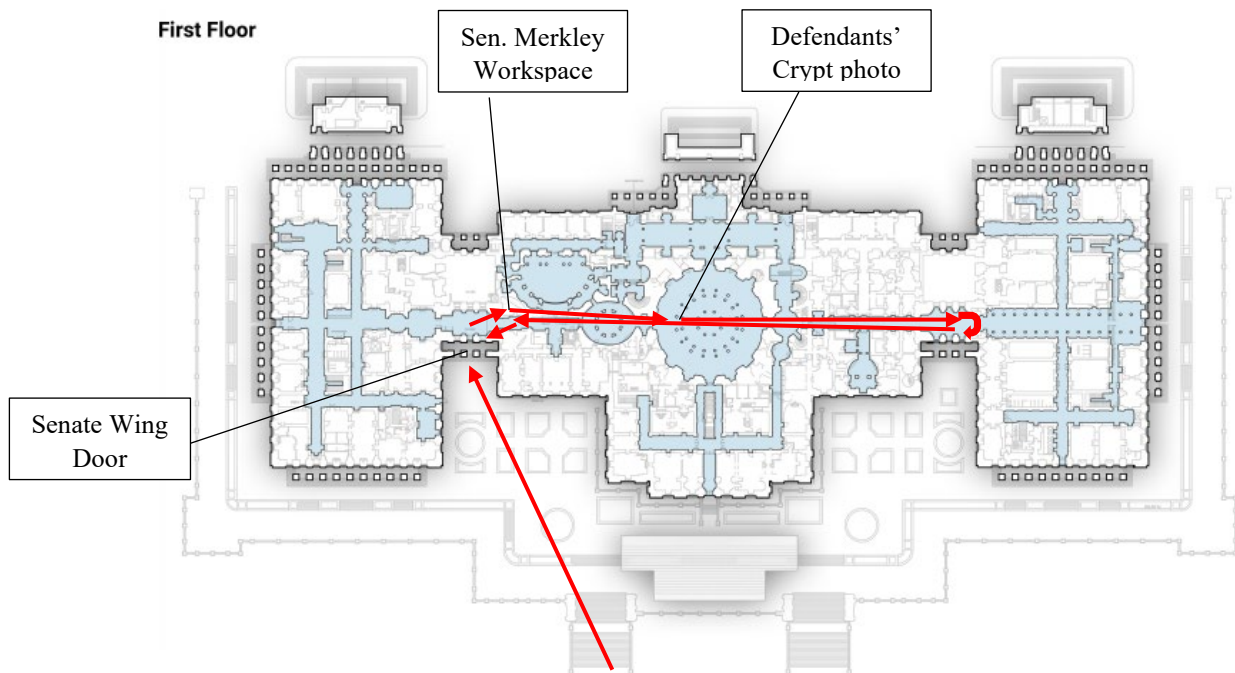 First Floor
Sen. Merkley
Workspace
Defendants’
Crypt photo
Senate Wing
Door